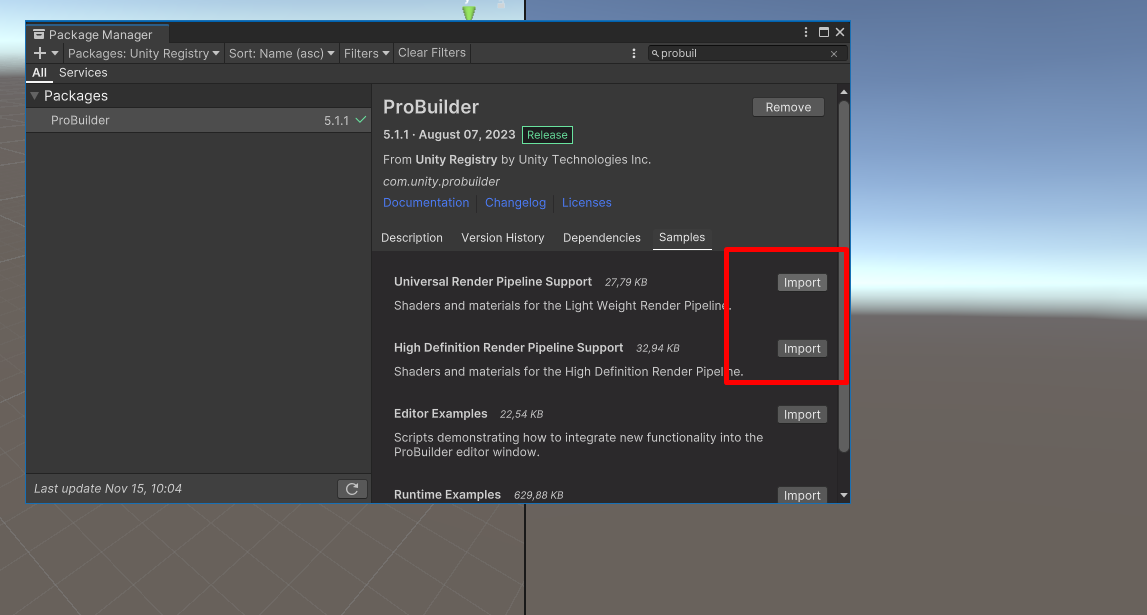 Package Manager
Packages: Unity Registry
Sort: Name (asc)
Filters
Clear Filters
probuil
All
Services
Packages
ProBuilder
5.1.1
Last update Nov 15, 10:04
ProBuilder
Remove
5.1.1 · August 07, 2023
Release
From Unity Registry by Unity Technologies Inc.
com.unity.probuilder
Documentation
Changelog
Licenses
Description
Version History
Dependencies
Samples
Universal Render Pipeline Support
27,79 KB
Import
Shaders and materials for the Light Weight Render Pipeline.
High Definition Render Pipeline Support
32,94 KB
Import
Shaders and materials for the High Definition Render Pipeline.
Editor Examples
22,54 KB
Import
Scripts demonstrating how to integrate new functionality into the
ProBuilder editor window.
Runtime Examples
629,88 KB
Import